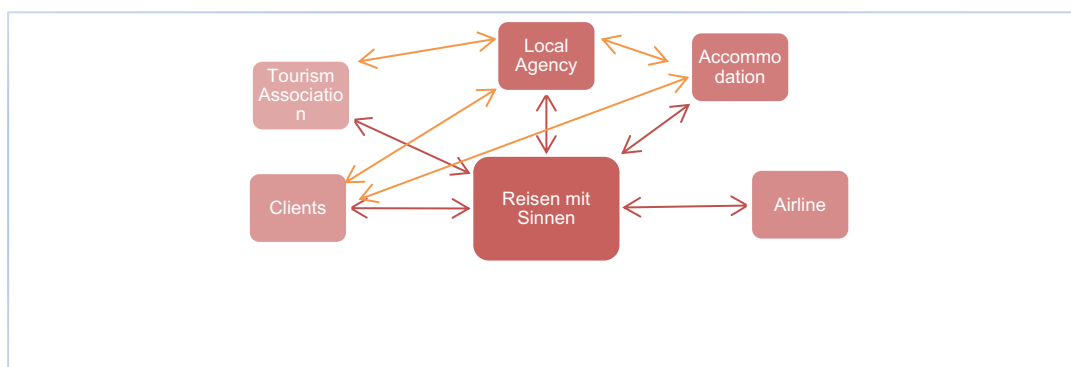 Local
Agency
Accommo
dation
Tourism
Associatio
n
Clients
Reisen mit
Sinnen
Airline